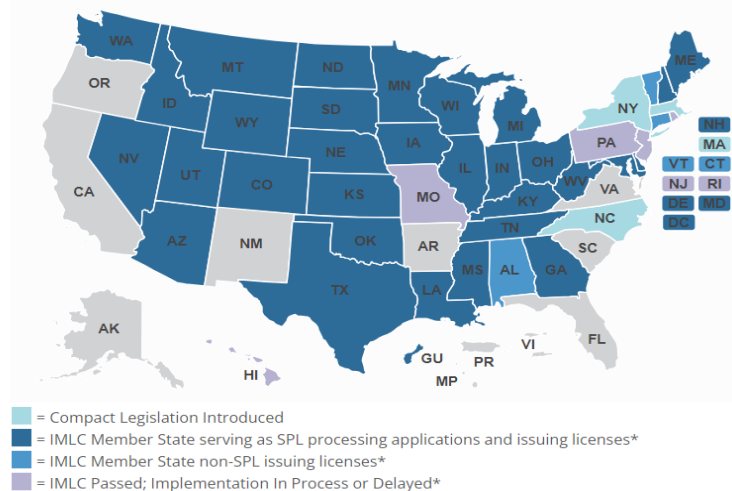 WA
MT
ND
MN
ME
OR
ID
SD
WI
NY
WY
MI
NH
IA
MA
NV
NE
PA
UT
IL
IN
OH
VT CT
CA
CO
WV
VA
NJ RI
KS
MO
KY
DE MD
NC
DC
AZ
NM
OK
TN
AR
SC
MS
AL
GA
TX
LA
AK
FL
HI
GU
VI
PR
MP
= Compact Legislation Introduced
= IMLC Member State serving as SPL processing applications and issuing licenses*
= IMLC Member State non-SPL issuing licenses*
= IMLC Passed; Implementation In Process or Delayed*